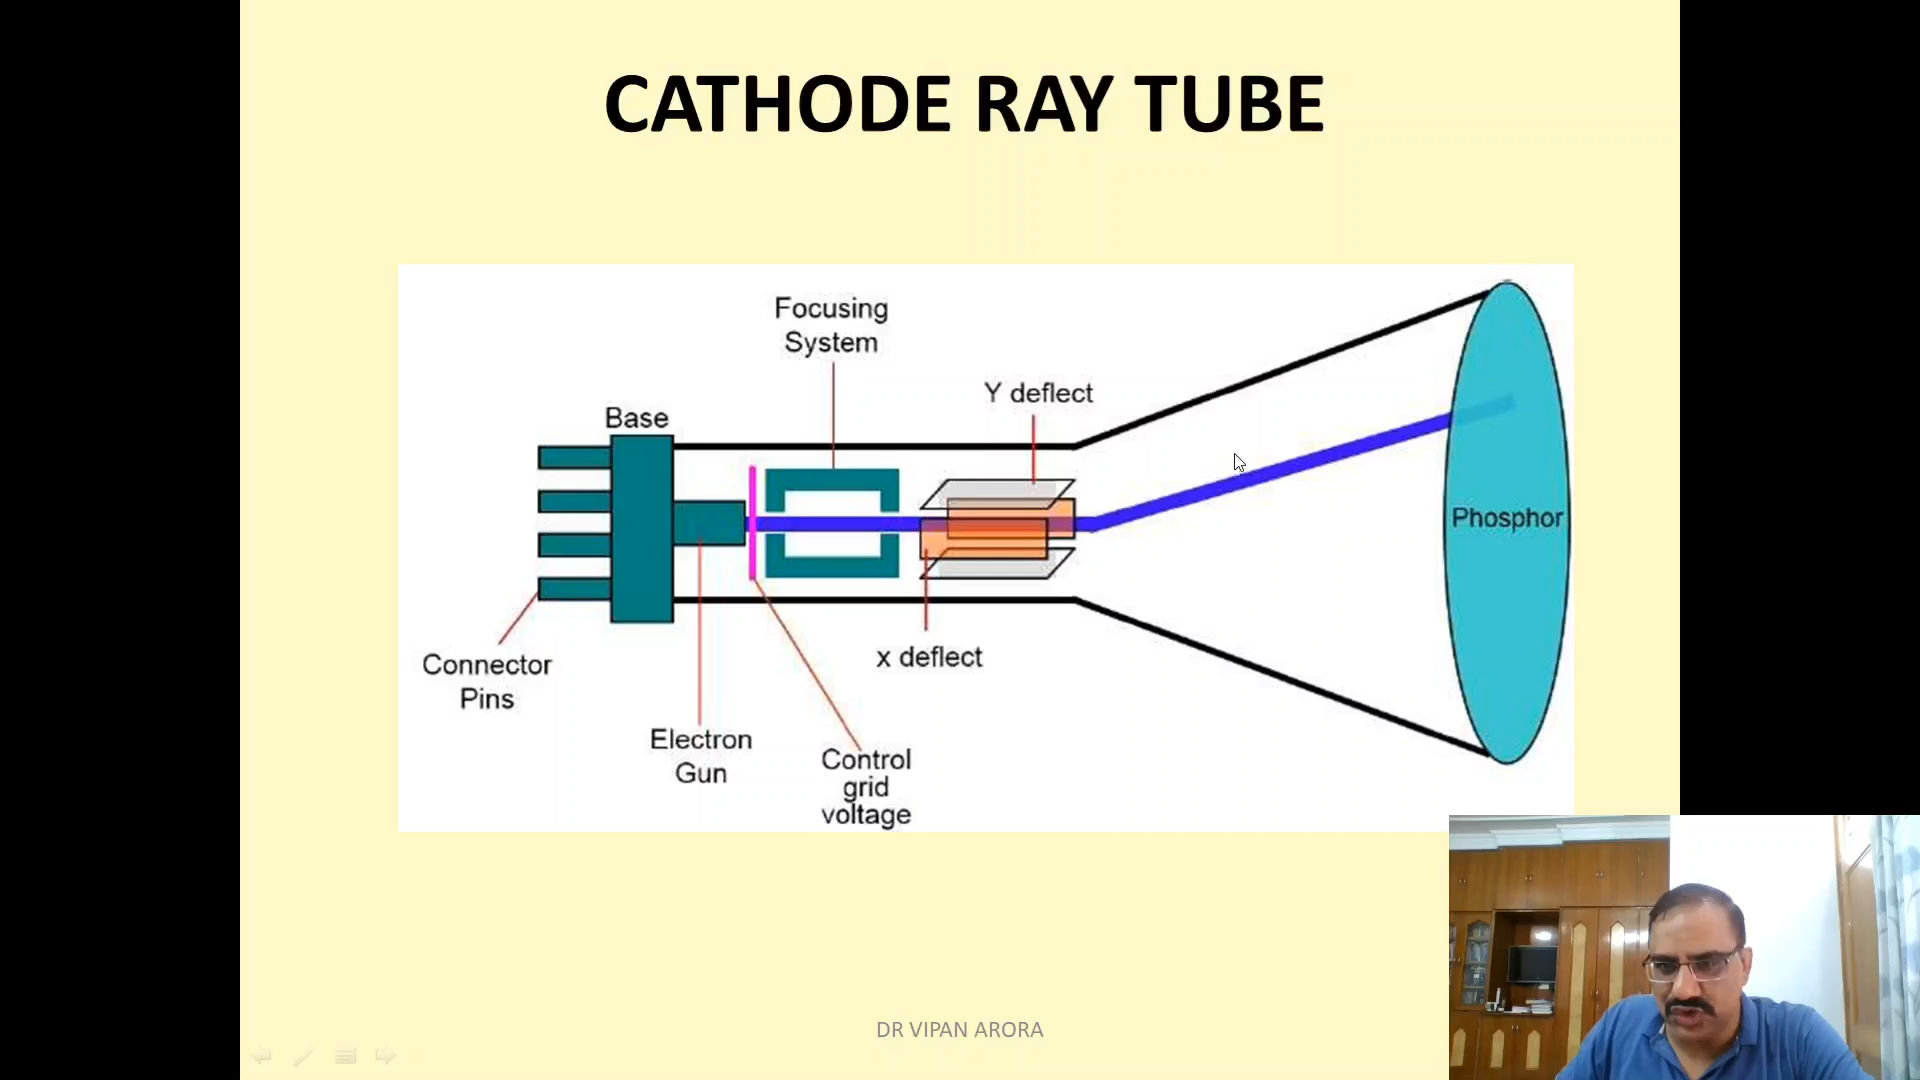 CATHODE RAY TUBE
Focusing
System
Y deflect
Base
Phosphor
x deflect
Connector
Pins
Electron
Gun
Control
grid
voltage
DR VIPAN ARORA